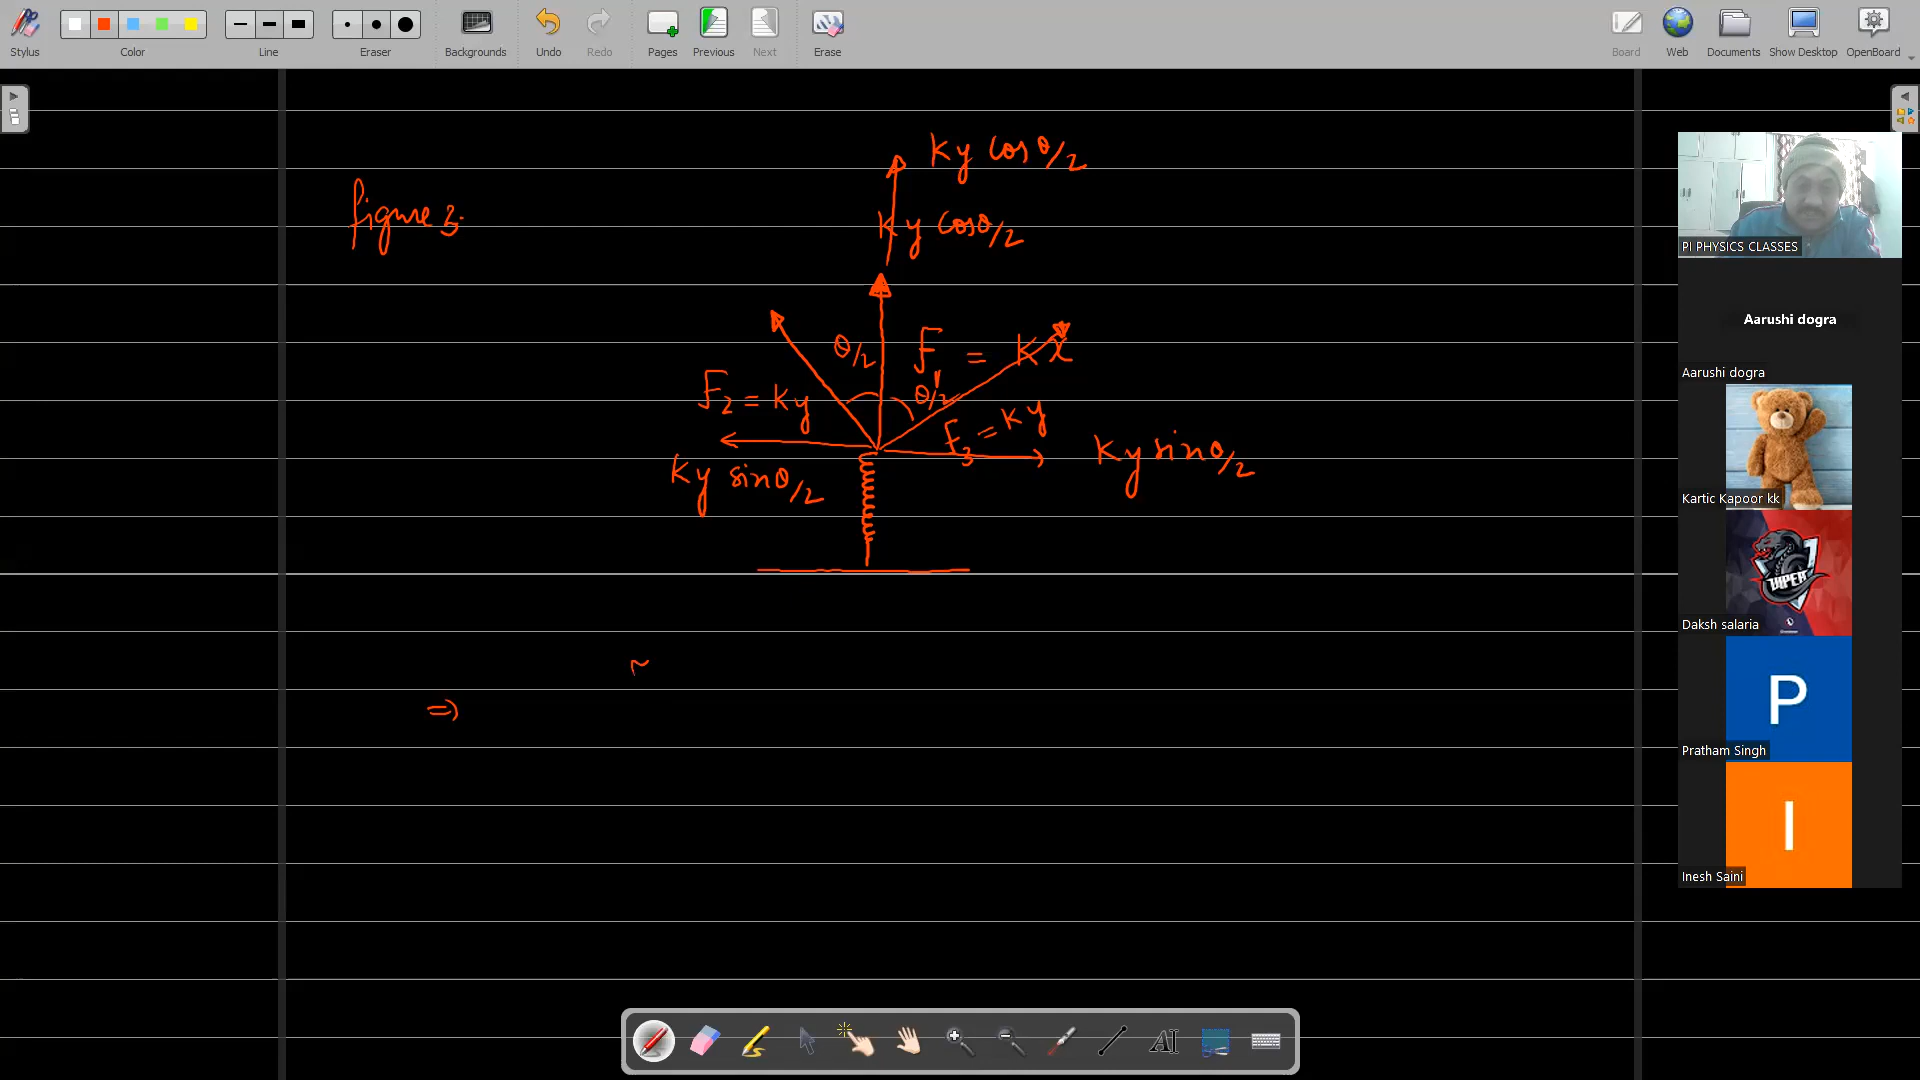 Stylus
Color
Line
Eraser
Backgrounds
Undo
Redo
Pages
Previous
Next
Erase
Board
Web
Documents
Show Desktop
OpenBoard
figure 3.
Ky cos θ/2
Ky cosθ/2
θ/2
F1 = Kx
θ/2
F2 = Ky
F3 = Ky
Ky sinθ/2
Ky sinθ/2
⇒
PI PHYSICS CLASSES
Aarushi dogra
Aarushi dogra
Kartic Kapoor kk
VIPER
Daksh salaria
P
Pratham Singh
I
Inesh Saini
AI